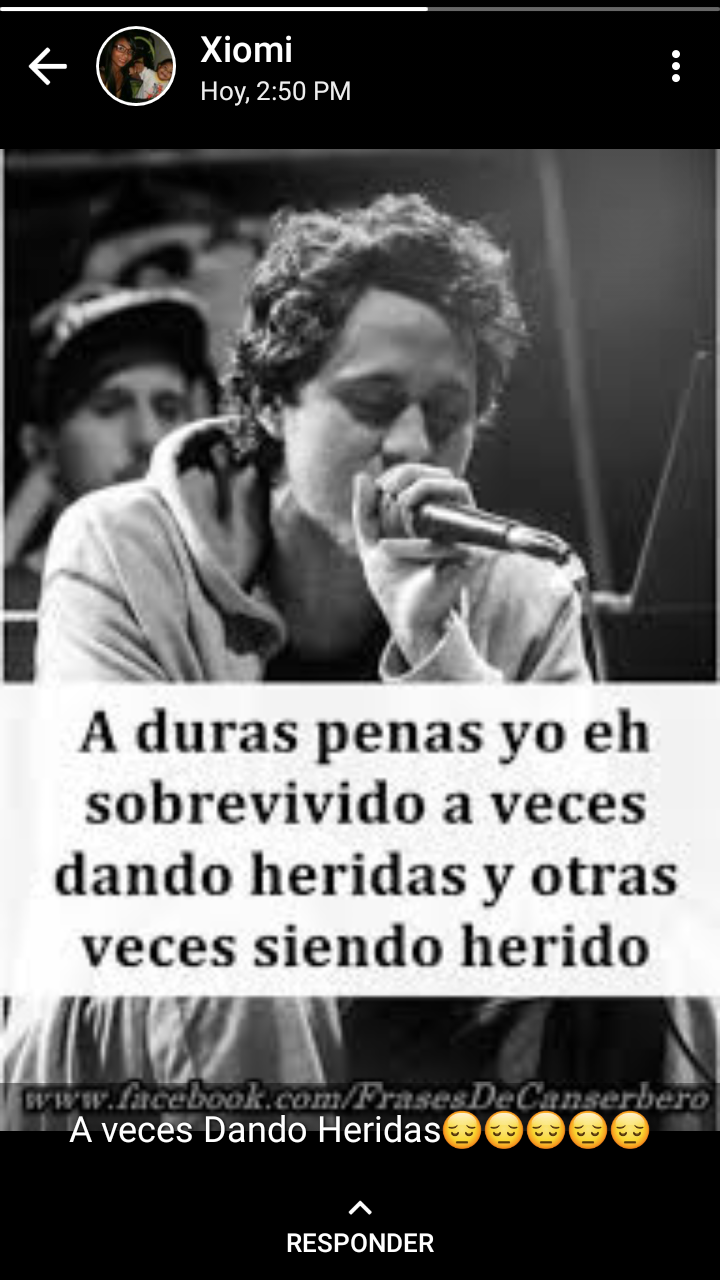 Xiomi
Hoy, 2:50 PM
A duras penas yo eh
sobrevivido a veces
dando heridas y otras
veces siendo herido
www.facebook.com/FrasesDeCanserbero
A veces Dando Heridas😔😔😔😔😔
RESPONDER